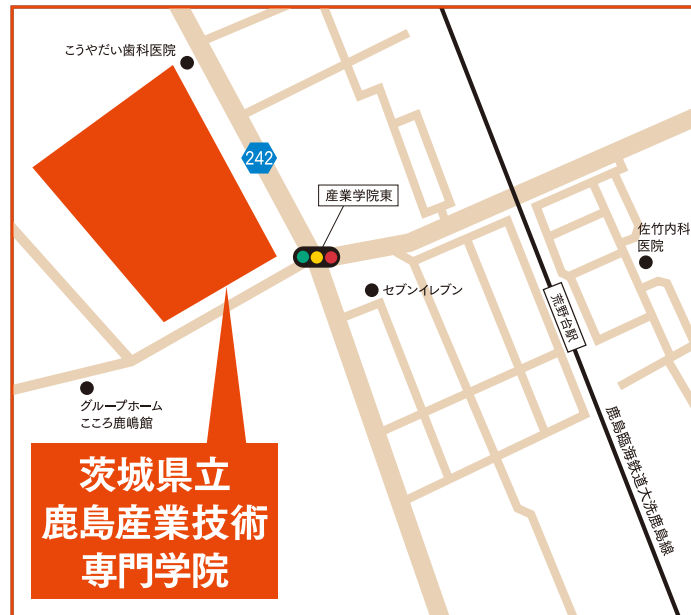 こうやだい歯科医院
242
産業学院東
佐竹内科
医院
セブンイレブン
荒野台駅
グループホーム
こころ鹿嶋館
鹿島臨海鉄道大洗鹿島線
茨城県立
鹿島産業技術
専門学院